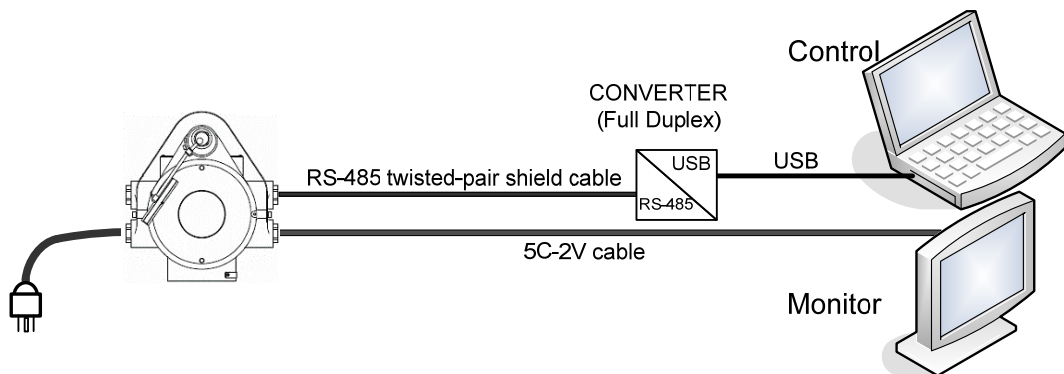 Control
CONVERTER
(Full Duplex)
USB
RS-485
USB
RS-485 twisted-pair shield cable
5C-2V cable
Monitor